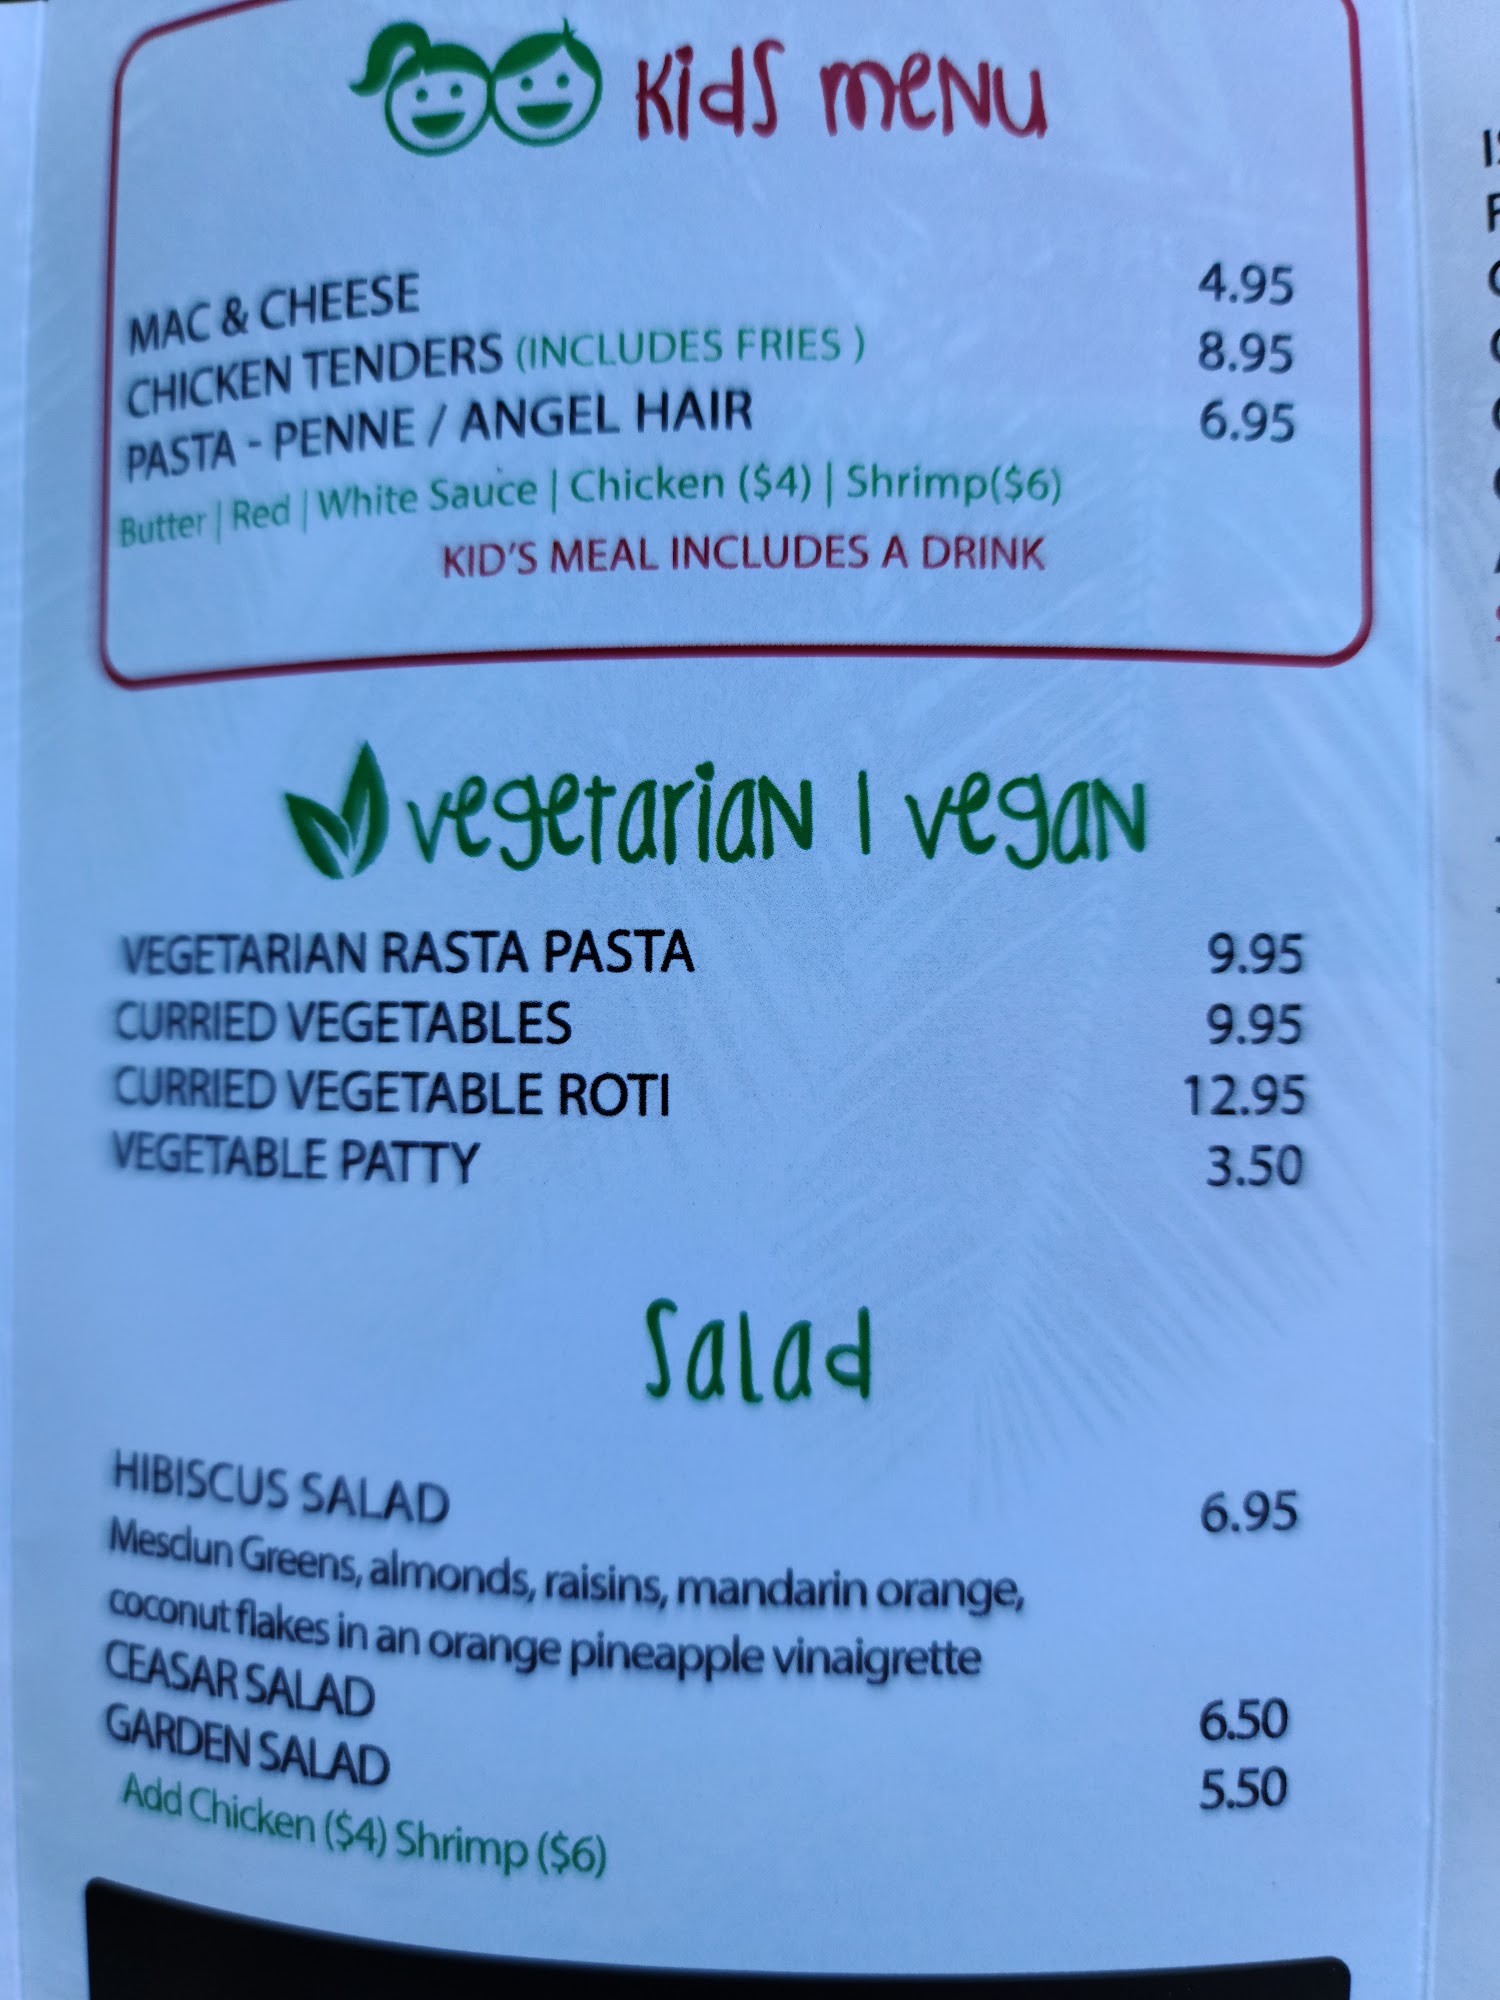 Kids menu
MAC & CHEESE 4.95
CHICKEN TENDERS (INCLUDES FRIES ) 8.95
PASTA - PENNE / ANGEL HAIR 6.95
Butter | Red | White Sauce | Chicken ($4) | Shrimp($6)
KID'S MEAL INCLUDES A DRINK
vegetarian | vegan
VEGETARIAN RASTA PASTA 9.95
CURRIED VEGETABLES 9.95
CURRIED VEGETABLE ROTI 12.95
VEGETABLE PATTY 3.50
Salad
HIBISCUS SALAD 6.95
Mesclun Greens, almonds, raisins, mandarin orange,
coconut flakes in an orange pineapple vinaigrette
CEASAR SALAD 6.50
GARDEN SALAD 5.50
Add Chicken ($4) Shrimp ($6)